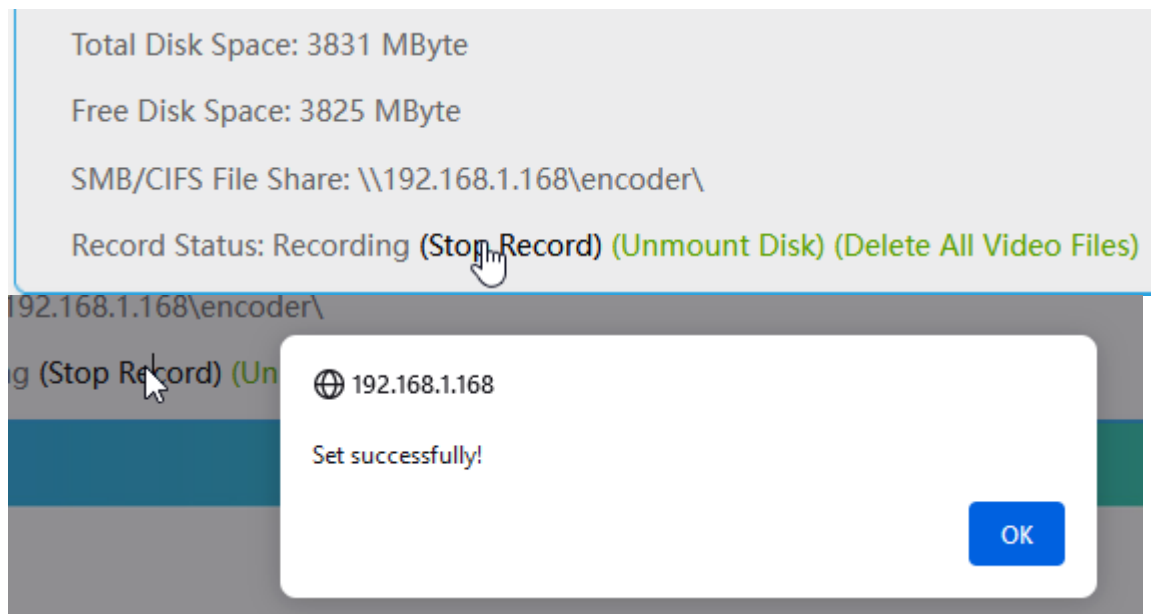 Total Disk Space: 3831 MByte
Free Disk Space: 3825 MByte
SMB/CIFS File Share: \\192.168.1.168\encoder\
Record Status: Recording (Stop Record) (Unmount Disk) (Delete All Video Files)
192.168.1.168\encoder\
g (Stop Record) (Un
192.168.1.168
Set successfully!
OK